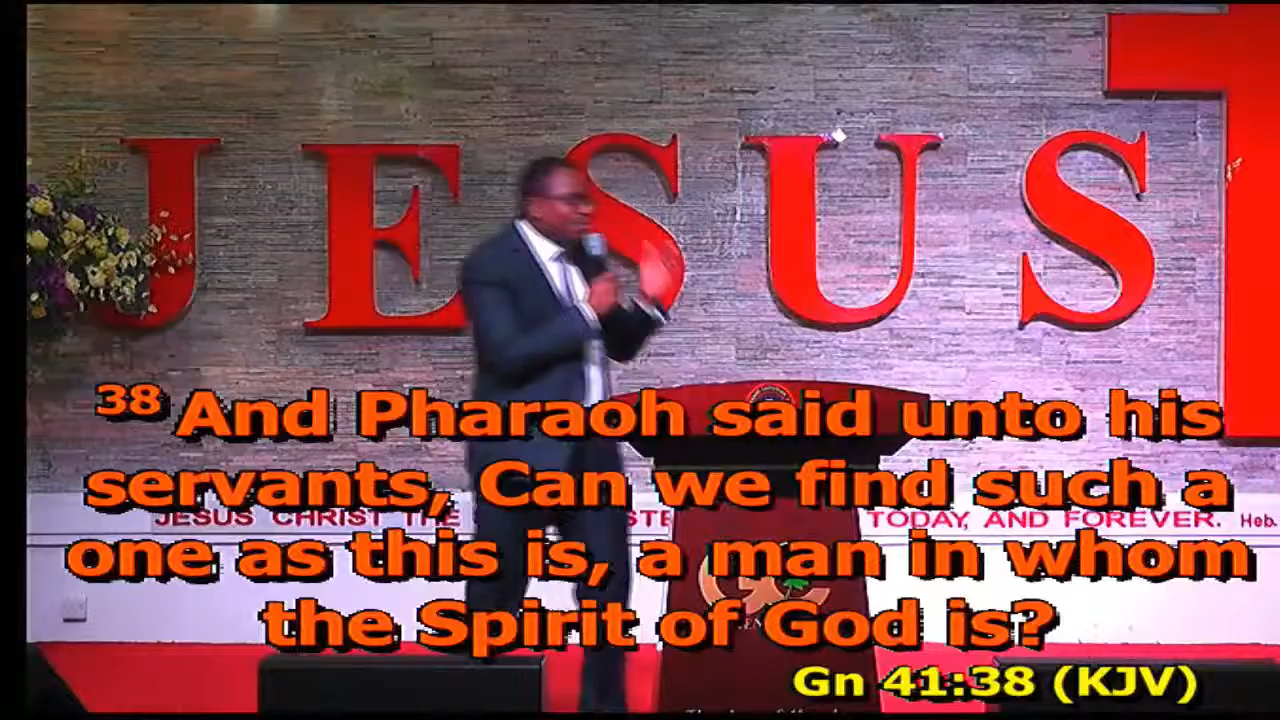 JESUS
38 And Pharaoh said unto his
servants, Can we find such a
JESUS CHRIST THE TODAY, AND FOREVER. Heb.
one as this is, a man in whom
the Spirit of God is?
Gn 41:38 (KJV)